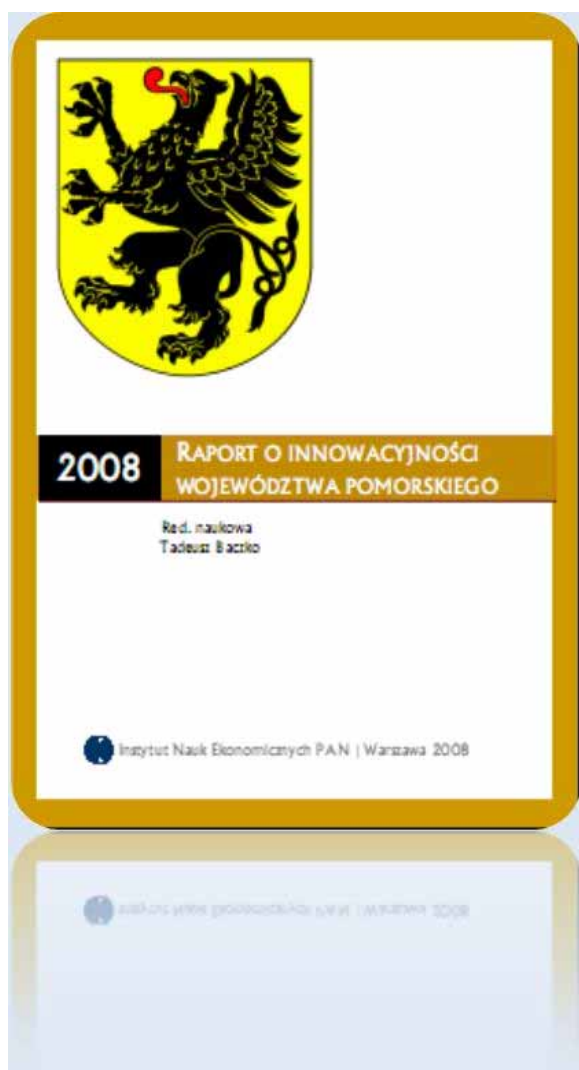 2008
RAPORT O INNOWACYJNOŚCI
WOJEWÓDZTWA POMORSKIEGO
Red. naukowa
Tadeusz Baczko
Instytut Nauk Ekonomicznych PAN | Warszawa 2008